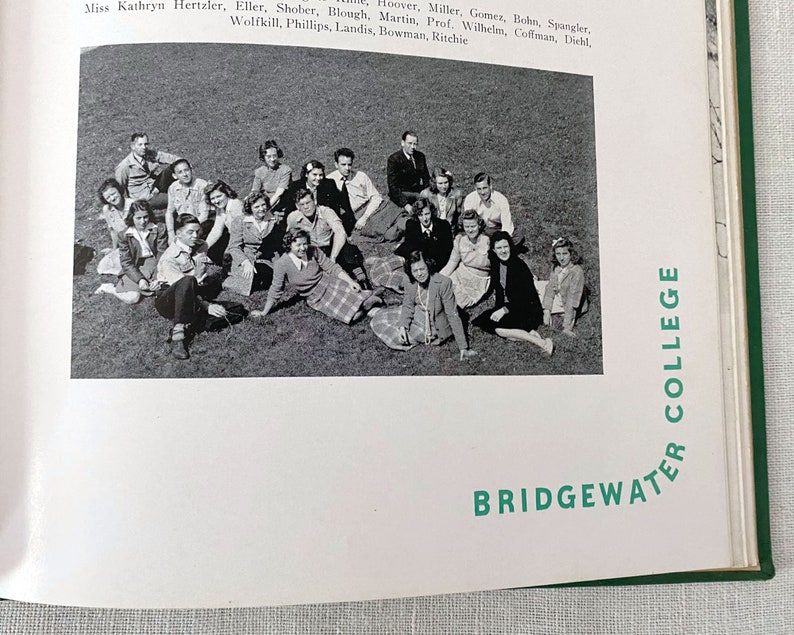 Kline, Hoover, Miller, Gomez, Bohn, Spangler,
Miss Kathryn Hertzler, Eller, Shober, Blough, Martin, Prof. Wilhelm, Coffman, Diehl,
Wolfkill, Phillips, Landis, Bowman, Ritchie
BRIDGEWATER COLLEGE